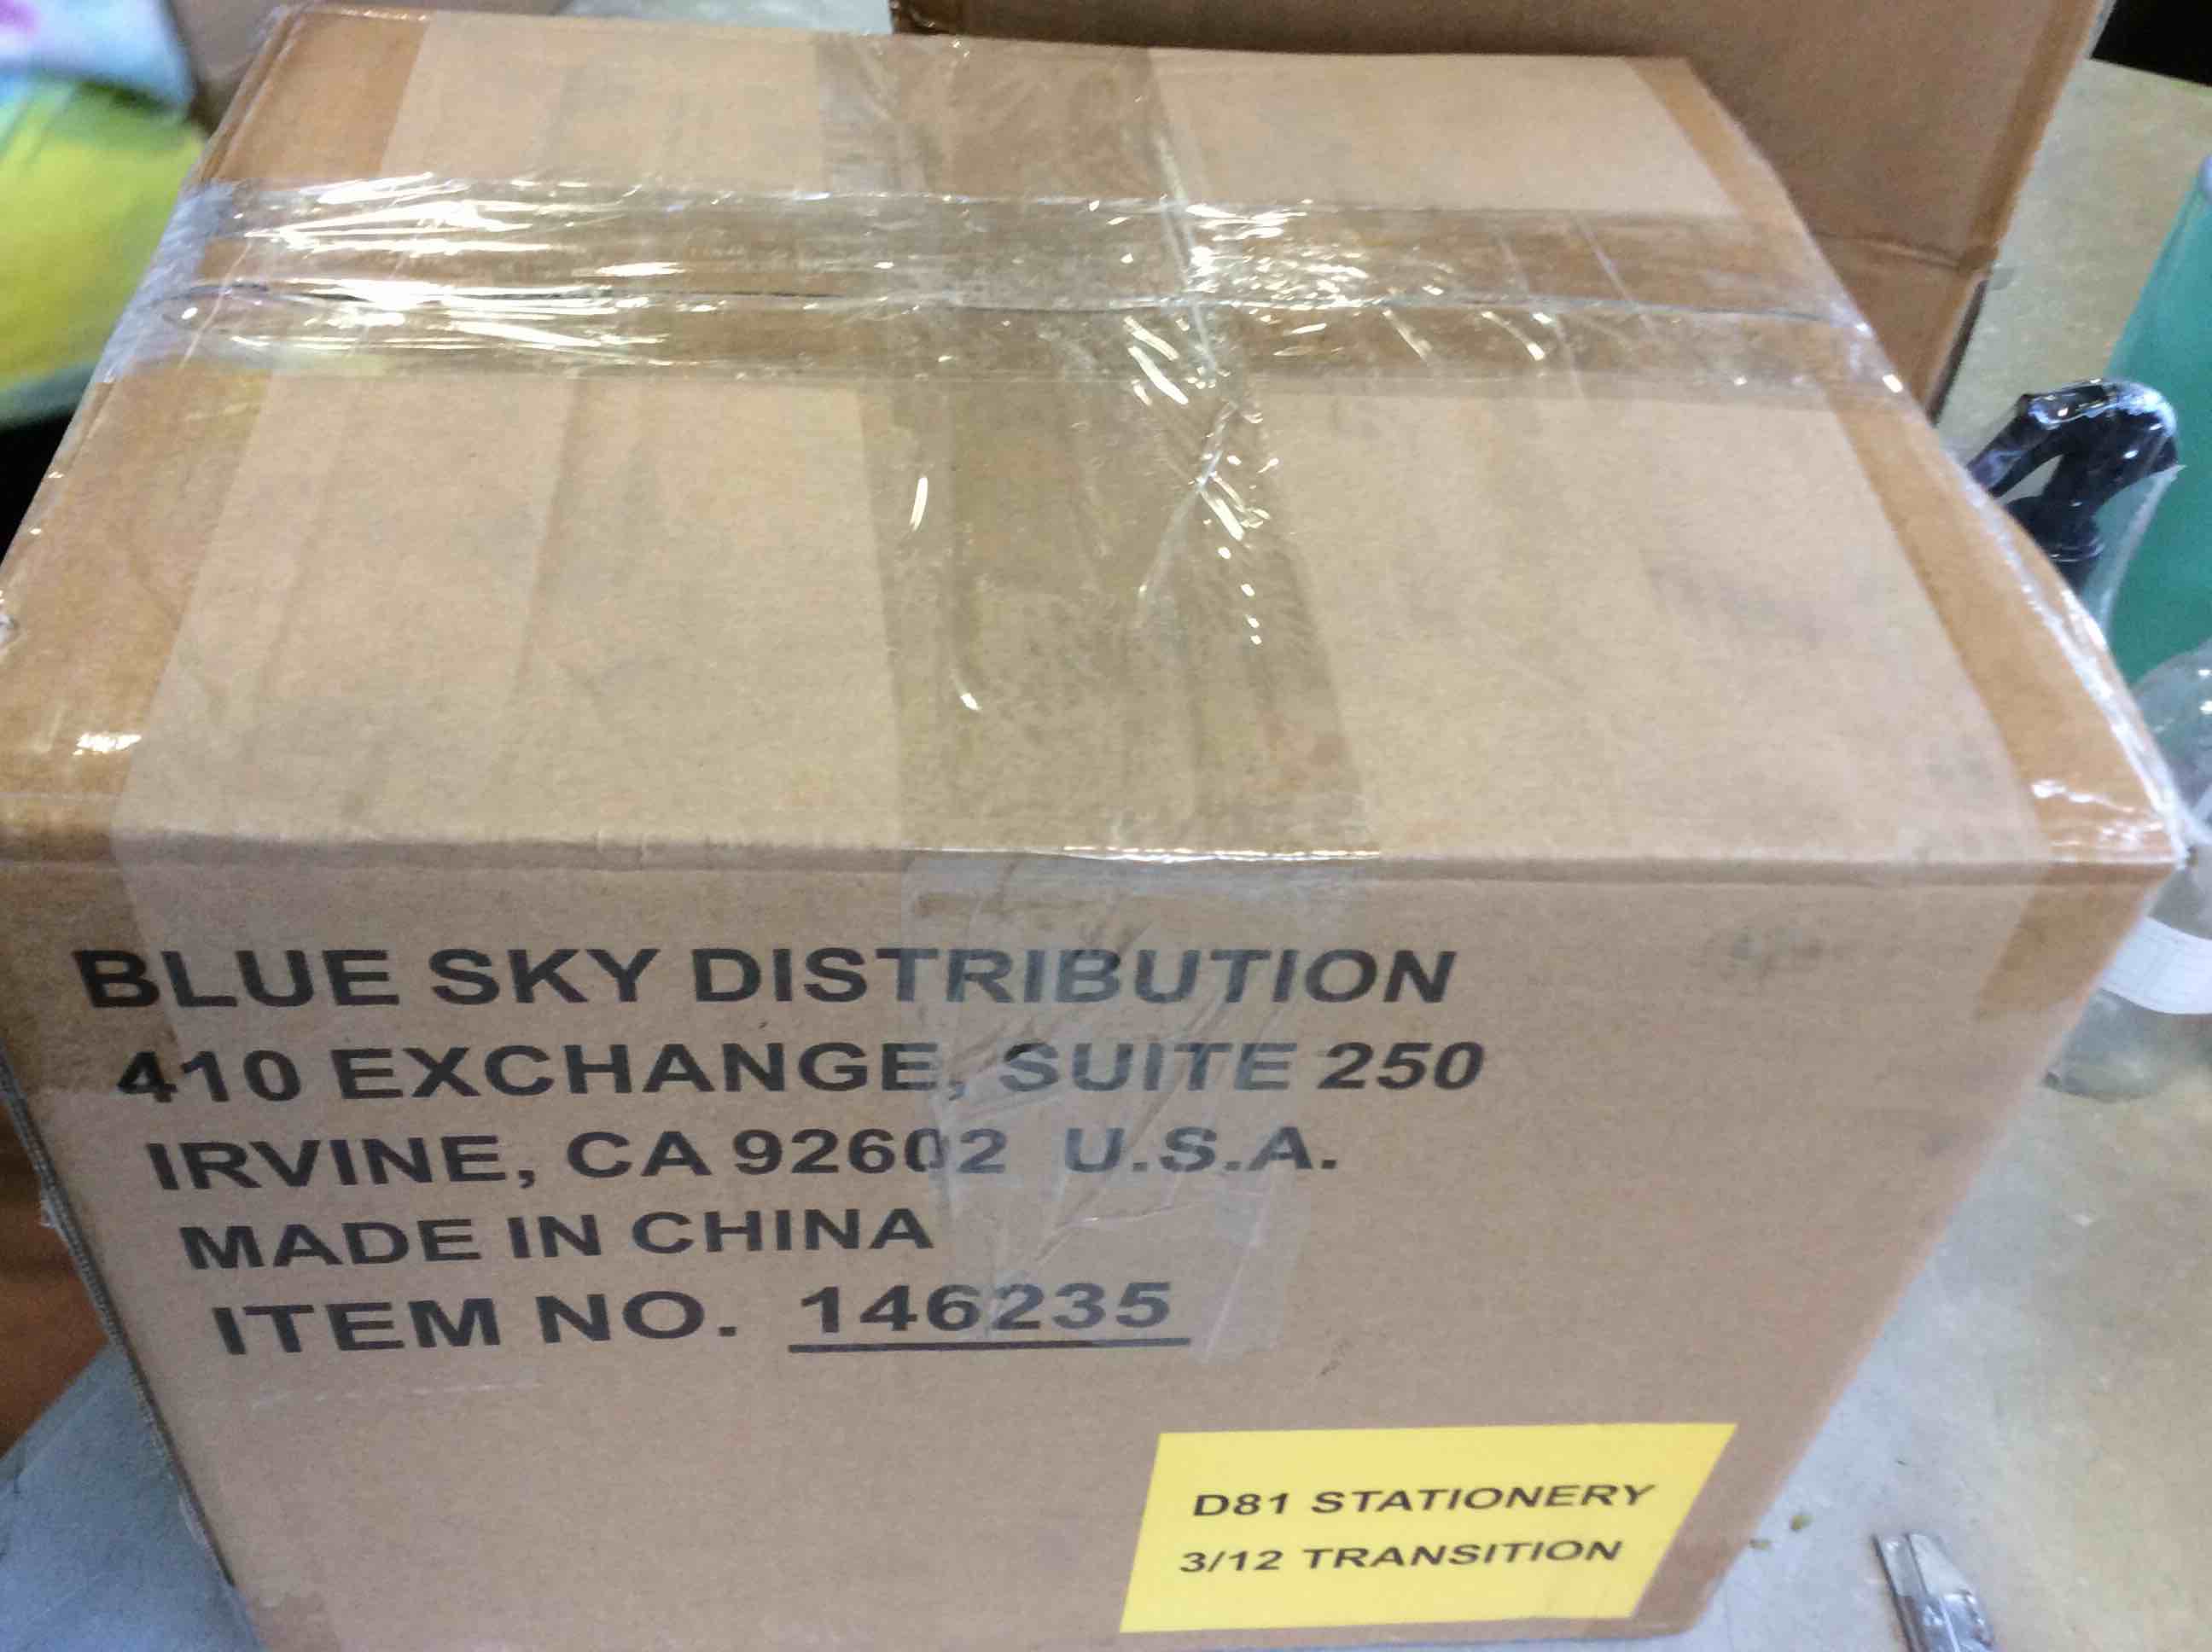 BLUE SKY DISTRIBUTION
410 EXCHANGE, SUITE 250
IRVINE, CA 92602 U.S.A.
MADE IN CHINA
ITEM NO. 146235
D81 STATIONERY
3/12 TRANSITION